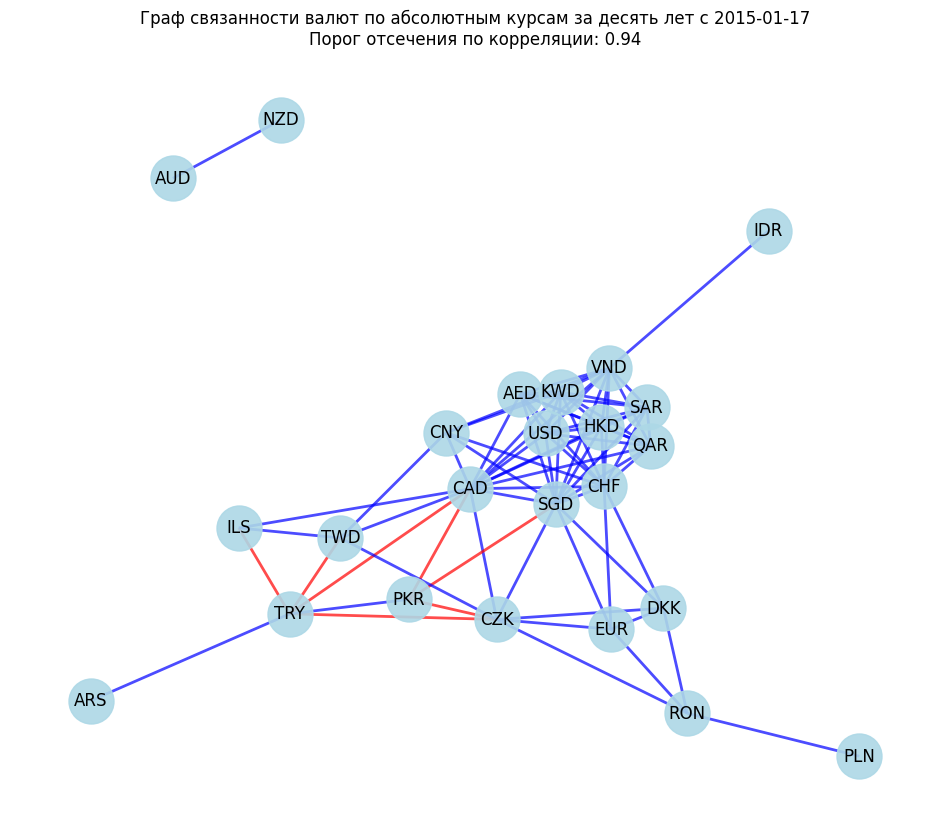 Граф связанности валют по абсолютным курсам за десять лет с 2015-01-17
Порог отсечения по корреляции: 0.94
NZD
AUD
IDR
VND
AED
KWD
SAR
CNY
USD
HKD
QAR
CAD
CHF
SGD
ILS
TWD
PKR
TRY
CZK
DKK
EUR
ARS
RON
PLN